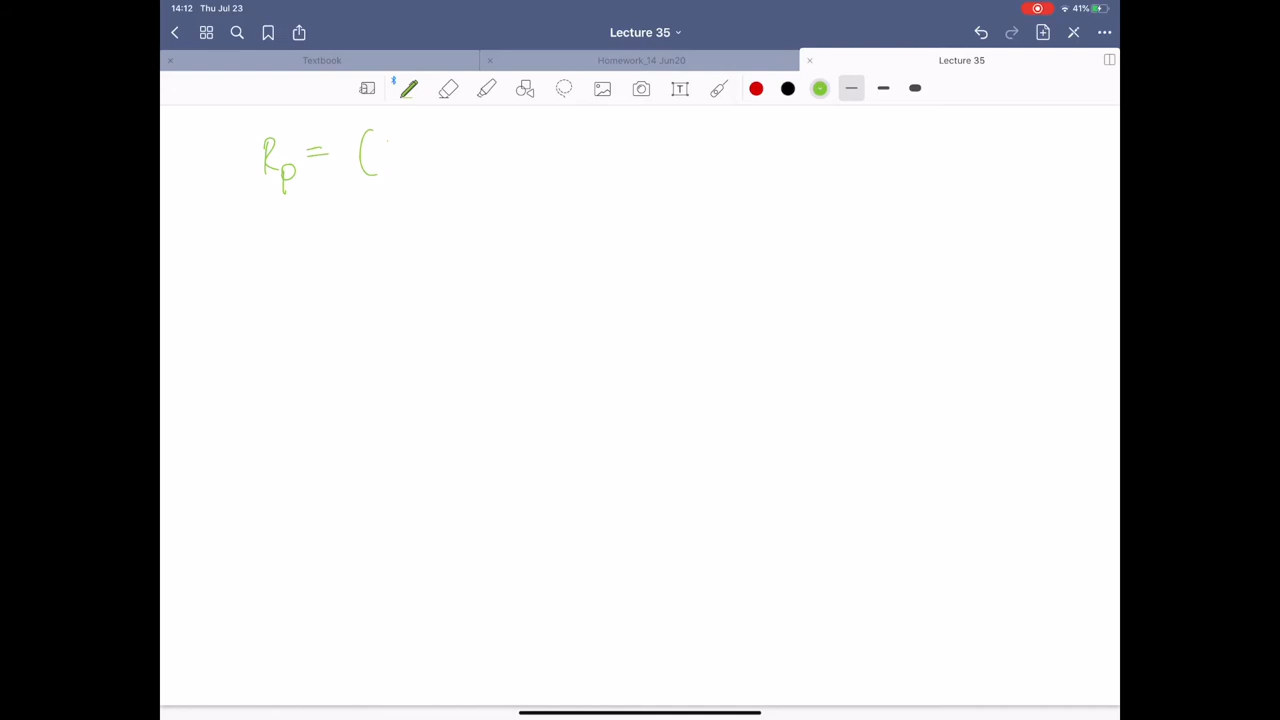 14:12 Thu Jul 23
41%
Lecture 35
Textbook
Homework_14 Jun20
Lecture 35
T
Rp = (